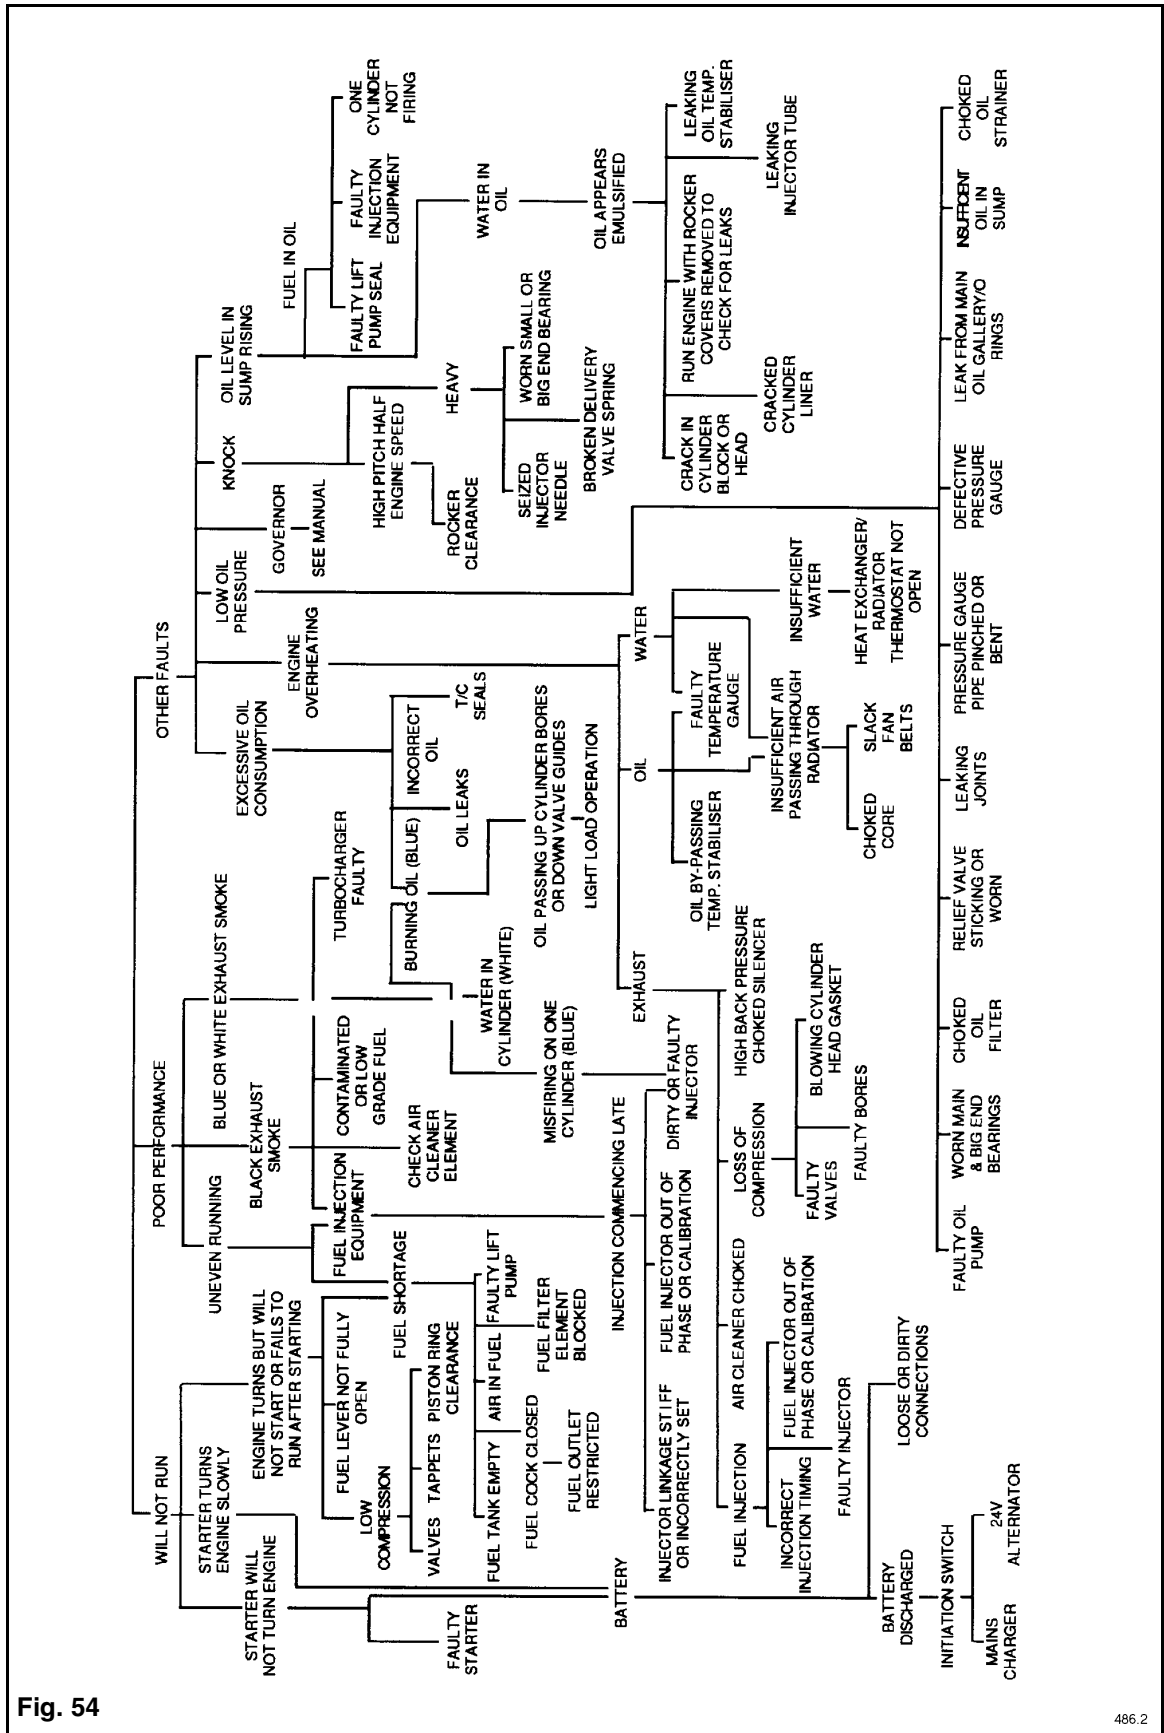 WILL NOT RUN
POOR PERFORMANCE
OTHER FAULTS
STARTER WILL
NOT TURN ENGINE
STARTER TURNS
ENGINE SLOWLY
ENGINE TURNS BUT WILL
NOT START OR FAILS TO
RUN AFTER STARTING
UNEVEN RUNNING
BLACK EXHAUST
SMOKE
BLUE OR WHITE EXHAUST SMOKE
EXCESSIVE OIL
CONSUMPTION
ENGINE
OVERHEATING
LOW OIL
PRESSURE
GOVERNOR
SEE MANUAL
KNOCK
OIL LEVEL IN
SUMP RISING
FUEL IN OIL
FUEL LEVER NOT FULLY
OPEN
LOW
COMPRESSION
FUEL SHORTAGE
FUEL INJECTION
EQUIPMENT
CONTAMINATED
OR LOW
GRADE FUEL
TURBOCHARGER
FAULTY
CHECK AIR
CLEANER
ELEMENT
BURNING OIL (BLUE)
INCORRECT
OIL
OIL LEAKS
T/C
SEALS
HIGH PITCH HALF
ENGINE SPEED
HEAVY
ROCKER
CLEARANCE
FAULTY LIFT
PUMP SEAL
FAULTY
INJECTION
EQUIPMENT
ONE
CYLINDER
NOT
FIRING
FAULTY
STARTER
VALVES
TAPPETS
PISTON RING
CLEARANCE
FUEL TANK EMPTY
AIR IN FUEL
FAULTY LIFT
PUMP
FUEL COCK CLOSED
FUEL FILTER
ELEMENT
BLOCKED
FUEL OUTLET
RESTRICTED
WATER IN
CYLINDER (WHITE)
MISFIRING ON ONE
CYLINDER (BLUE)
OIL PASSING UP CYLINDER BORES
OR DOWN VALVE GUIDES
LIGHT LOAD OPERATION
SEIZED
INJECTOR
NEEDLE
WORN SMALL OR
BIG END BEARING
BROKEN DELIVERY
VALVE SPRING
WATER IN
OIL
OIL APPEARS
EMULSIFIED
BATTERY
INJECTION COMMENCING LATE
EXHAUST
OIL
WATER
INJECTOR LINKAGE STIFF
OR INCORRECTLY SET
FUEL INJECTOR OUT OF
PHASE OR CALIBRATION
DIRTY OR FAULTY
INJECTOR
OIL BY-PASSING
TEMP. STABILISER
FAULTY
TEMPERATURE
GAUGE
CRACK IN
CYLINDER
BLOCK OR
HEAD
RUN ENGINE WITH ROCKER
COVERS REMOVED TO
CHECK FOR LEAKS
LEAKING
OIL TEMP.
STABILISER
CRACKED
CYLINDER
LINER
LEAKING
INJECTOR TUBE
FUEL INJECTION
AIR CLEANER CHOKED
LOSS OF
COMPRESSION
HIGH BACK PRESSURE
CHOKED SILENCER
INSUFFICIENT AIR
PASSING THROUGH
RADIATOR
INSUFFICIENT
WATER
INCORRECT
INJECTION TIMING
FUEL INJECTOR OUT OF
PHASE OR CALIBRATION
FAULTY INJECTOR
FAULTY
VALVES
BLOWING CYLINDER
HEAD GASKET
FAULTY BORES
CHOKED
CORE
SLACK
FAN
BELTS
HEAT EXCHANGER/
RADIATOR
THERMOSTAT NOT
OPEN
BATTERY
DISCHARGED
LOOSE OR DIRTY
CONNECTIONS
INITIATION SWITCH
MAINS
CHARGER
24V
ALTERNATOR
FAULTY OIL
PUMP
WORN MAIN
& BIG END
BEARINGS
CHOKED
OIL
FILTER
RELIEF VALVE
STICKING OR
WORN
LEAKING
JOINTS
PRESSURE GAUGE
PIPE PINCHED OR
BENT
DEFECTIVE
PRESSURE
GAUGE
LEAK FROM MAIN
OIL GALLERY/O
RINGS
INSUFFICIENT
OIL IN
SUMP
CHOKED
OIL
STRAINER
Fig. 54
486.2